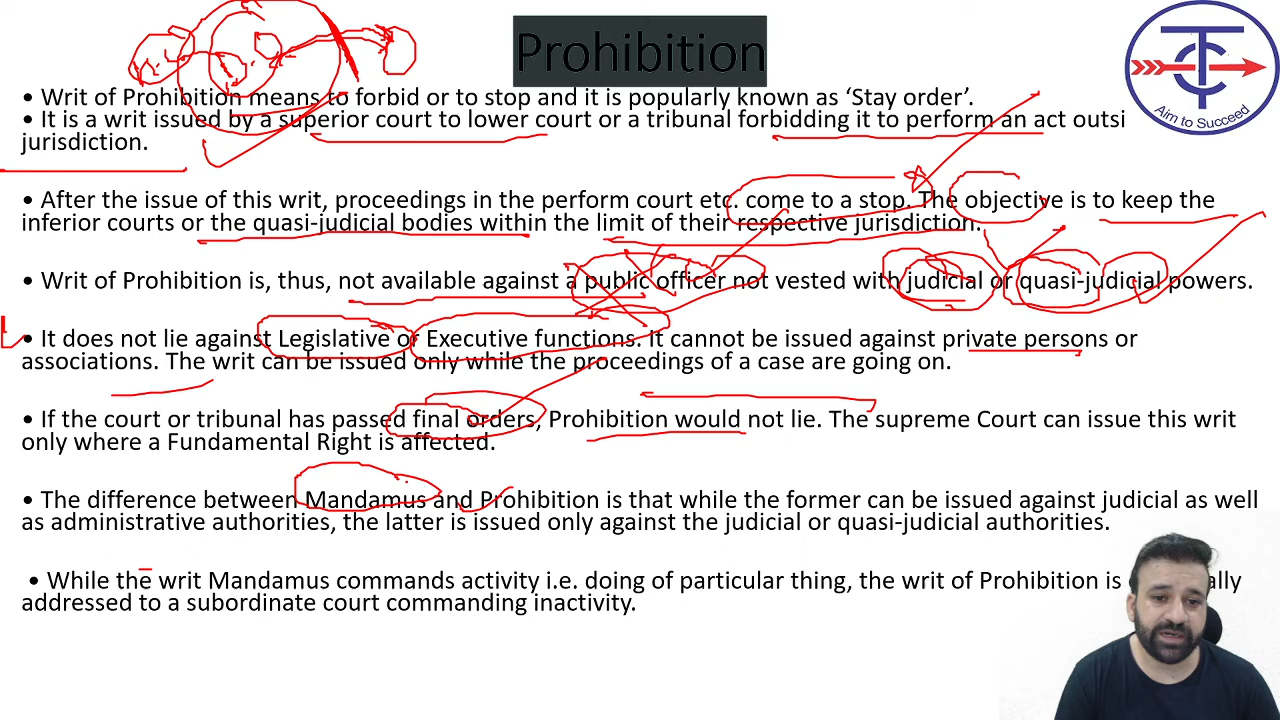 Prohibition
• Writ of Prohibition means to forbid or to stop and it is popularly known as ‘Stay order’.
• It is a writ issued by a superior court to lower court or a tribunal forbidding it to perform an act outsi
jurisdiction.
• After the issue of this writ, proceedings in the perform court etc. come to a stop. The objective is to keep the
inferior courts or the quasi-judicial bodies within the limit of their respective jurisdiction.
• Writ of Prohibition is, thus, not available against a public officer not vested with judicial or quasi-judicial powers.
• It does not lie against Legislative or Executive functions. it cannot be issued against private persons or
associations. The writ can be issued only while the proceedings of a case are going on.
• If the court or tribunal has passed final orders, Prohibition would not lie. The supreme Court can issue this writ
only where a Fundamental Right is affected.
• The difference between Mandamus and Prohibition is that while the former can be issued against judicial as well
as administrative authorities, the latter is issued only against the judicial or quasi-judicial authorities.
• While the writ Mandamus commands activity i.e. doing of particular thing, the writ of Prohibition is ally
addressed to a subordinate court commanding inactivity.
TC
Aim to Succeed